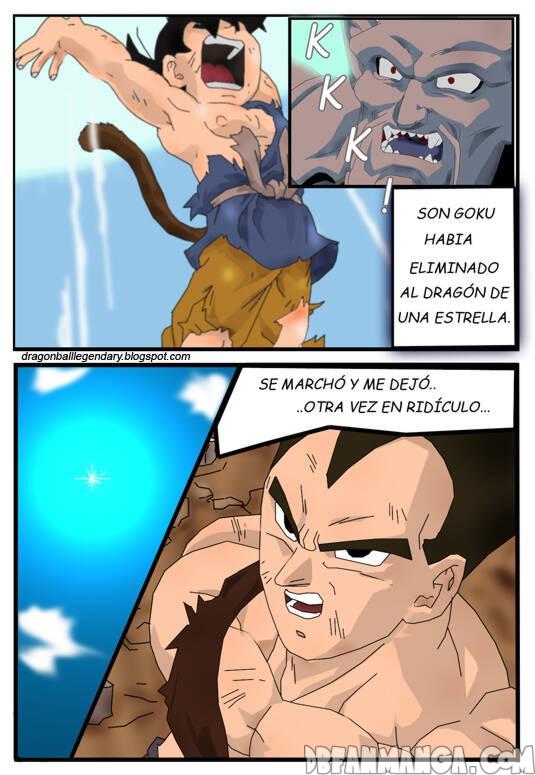 K
K
K
!
SON GOKU
HABIA
ELIMINADO
AL DRAGÓN DE
UNA ESTRELLA.
dragonballlegendary.blogspot.com
SE MARCHÓ Y ME DEJÓ..
..OTRA VEZ EN RIDÍCULO...
DBFANMANGA.COM